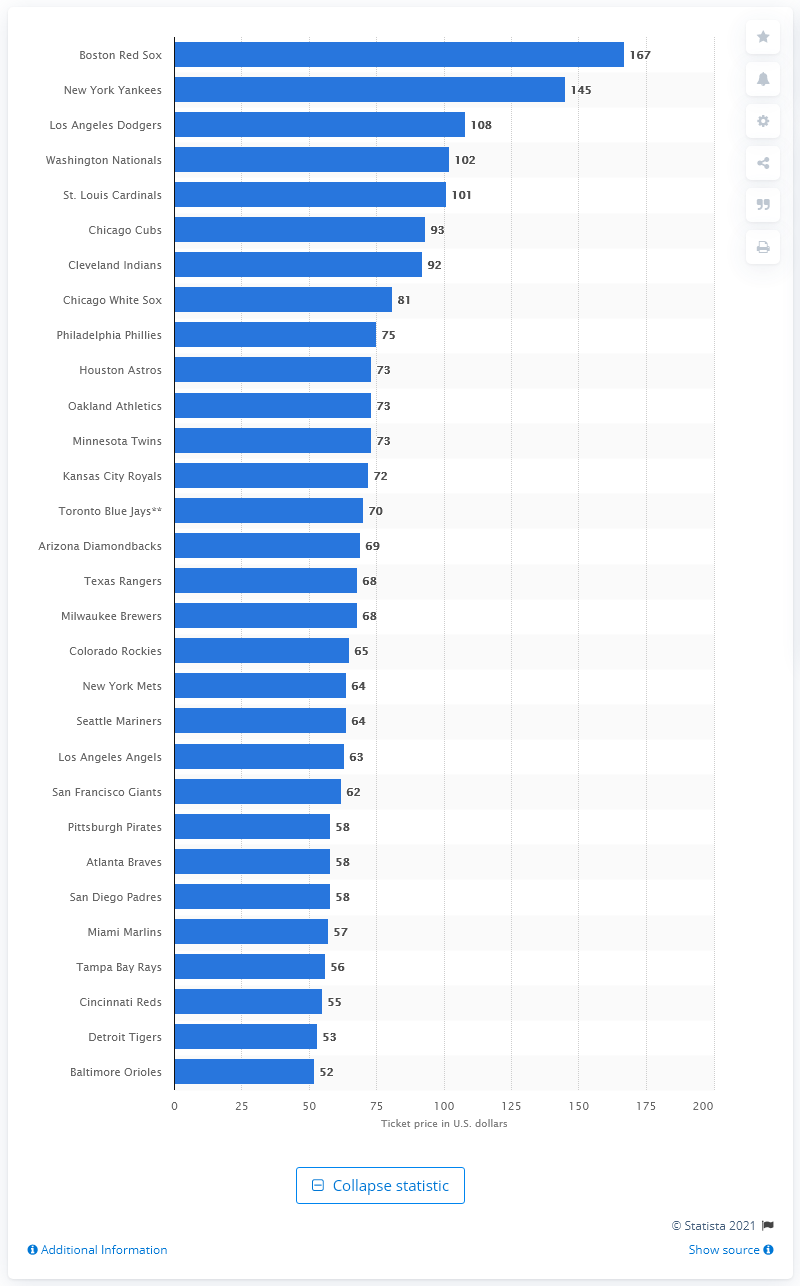 Boston Red Sox 167
New York Yankees 145
Los Angeles Dodgers 108
Washington Nationals 102
St. Louis Cardinals 101
Chicago Cubs 93
Cleveland Indians 92
Chicago White Sox 81
Philadelphia Phillies 75
Houston Astros 73
Oakland Athletics 73
Minnesota Twins 73
Kansas City Royals 72
Toronto Blue Jays** 70
Arizona Diamondbacks 69
Texas Rangers 68
Milwaukee Brewers 68
Colorado Rockies 65
New York Mets 64
Seattle Mariners 64
Los Angeles Angels 63
San Francisco Giants 62
Pittsburgh Pirates 58
Atlanta Braves 58
San Diego Padres 58
Miami Marlins 57
Tampa Bay Rays 56
Cincinnati Reds 55
Detroit Tigers 53
Baltimore Orioles 52
0 25 50 75 100 125 150 175 200
Ticket price in U.S. dollars
Collapse statistic
© Statista 2021
Additional Information Show source